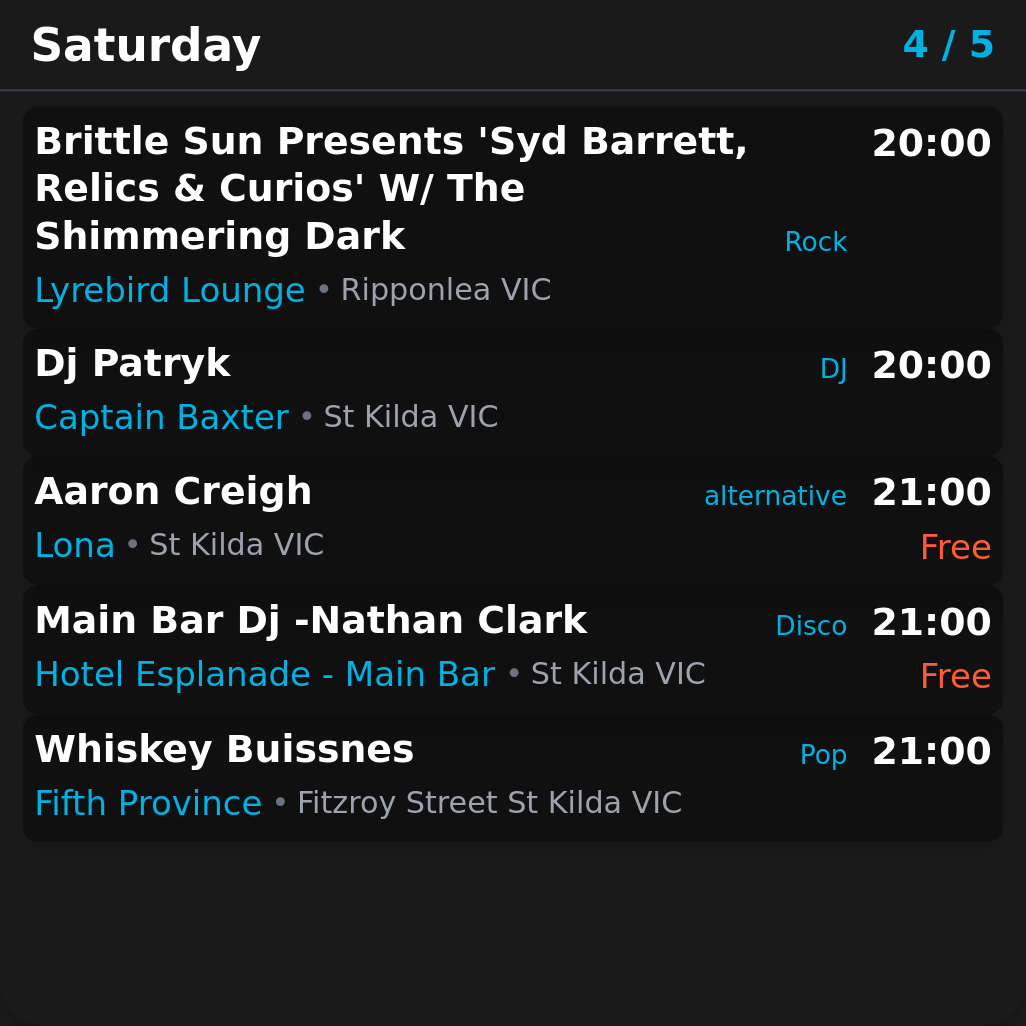 Saturday 4 / 5
Brittle Sun Presents 'Syd Barrett, 20:00
Relics & Curios' W/ The
Shimmering Dark Rock
Lyrebird Lounge • Ripponlea VIC
Dj Patryk DJ 20:00
Captain Baxter • St Kilda VIC
Aaron Creigh alternative 21:00
Lona • St Kilda VIC Free
Main Bar Dj -Nathan Clark Disco 21:00
Hotel Esplanade - Main Bar • St Kilda VIC Free
Whiskey Buissnes Pop 21:00
Fifth Province • Fitzroy Street St Kilda VIC